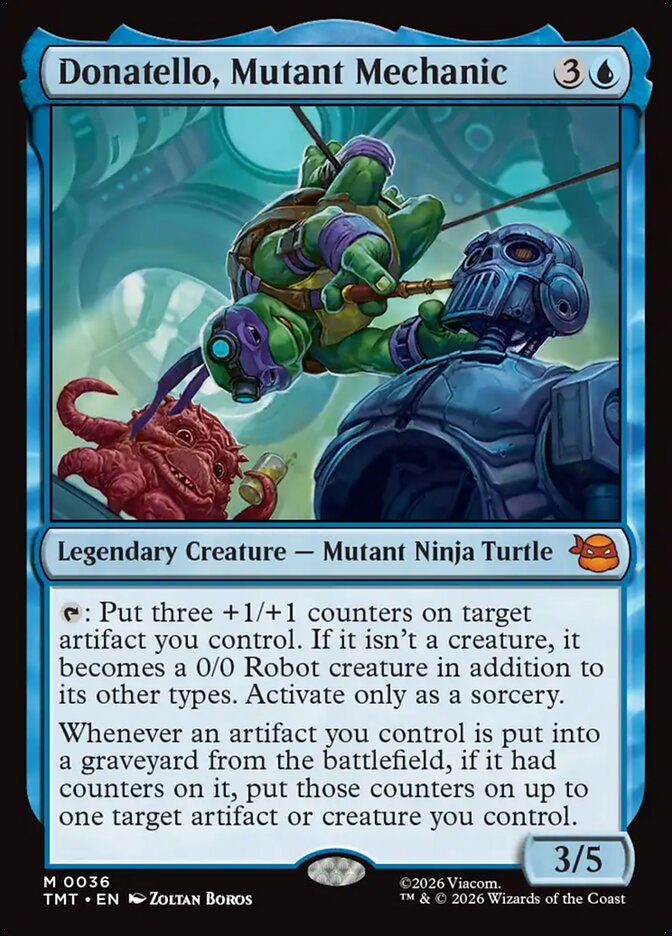 Donatello, Mutant Mechanic 3
Legendary Creature — Mutant Ninja Turtle
: Put three +1/+1 counters on target
artifact you control. If it isn't a creature, it
becomes a 0/0 Robot creature in addition to
its other types. Activate only as a sorcery.
Whenever an artifact you control is put into
a graveyard from the battlefield, if it had
counters on it, put those counters on up to
one target artifact or creature you control.
3/5
M 0036
TMT • EN Zoltan Boros
©2026 Viacom.
™ & © 2026 Wizards of the Coast